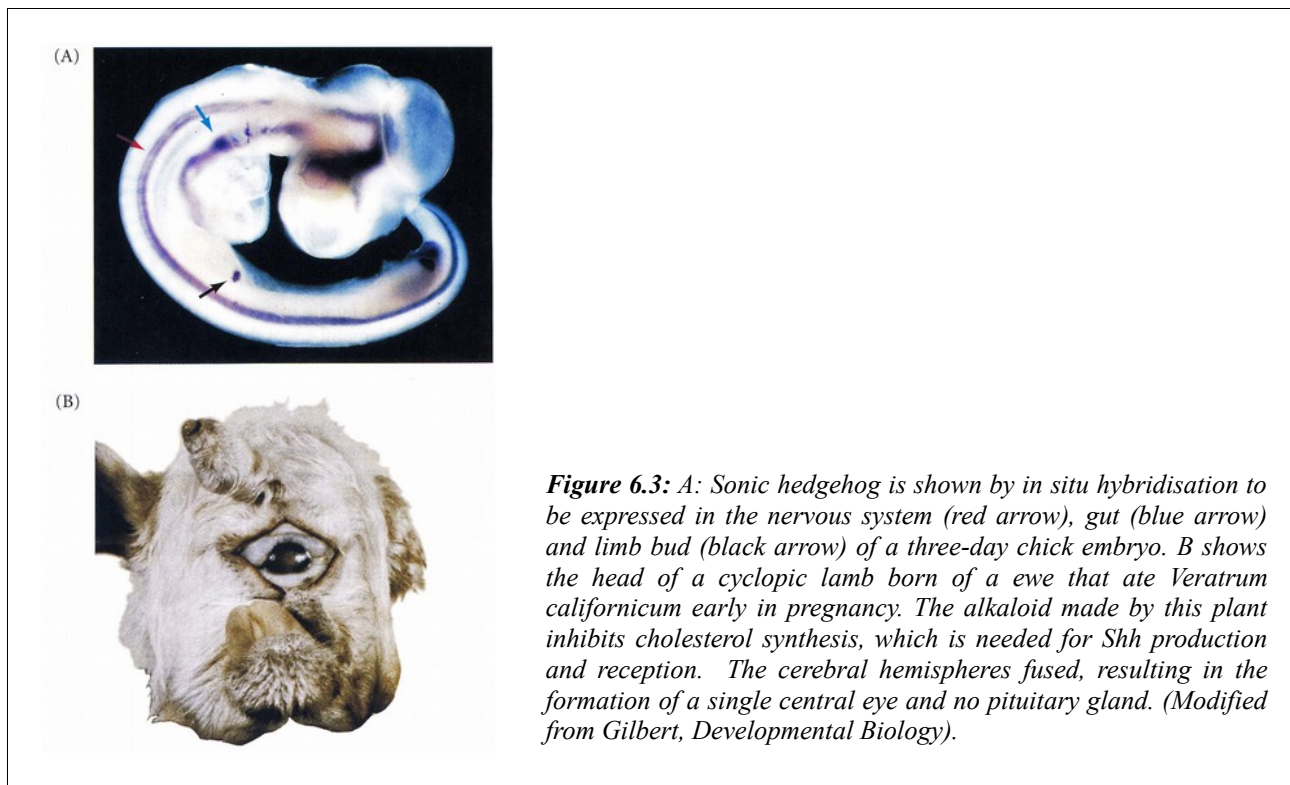 (A)
(B)
Figure 6.3: A: Sonic hedgehog is shown by in situ hybridisation to
be expressed in the nervous system (red arrow), gut (blue arrow)
and limb bud (black arrow) of a three-day chick embryo. B shows
the head of a cyclopic lamb born of a ewe that ate Veratrum
californicum early in pregnancy. The alkaloid made by this plant
inhibits cholesterol synthesis, which is needed for Shh production
and reception.  The cerebral hemispheres fused, resulting in the
formation of a single central eye and no pituitary gland. (Modified
from Gilbert, Developmental Biology).